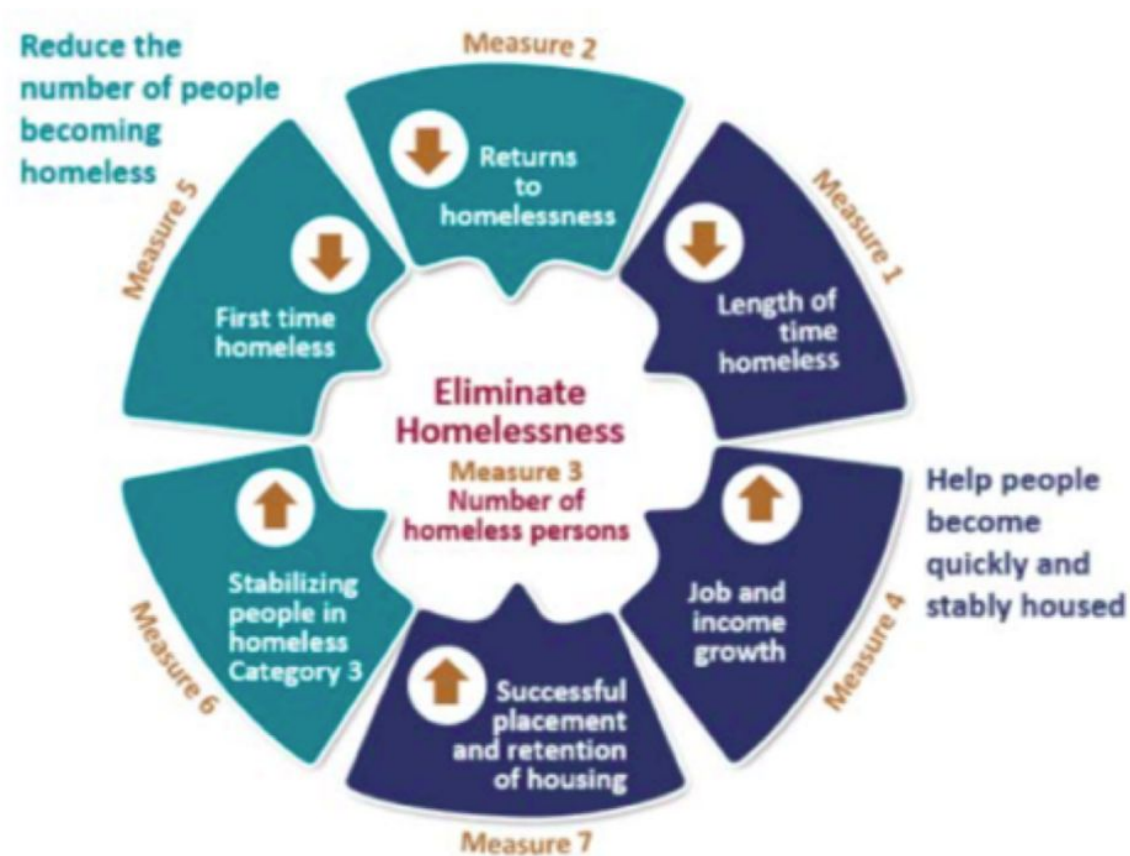 Reduce the
number of people
becoming
homeless
Measure 2
Returns
to
homelessness
Measure 1
Length of
time
homeless
Measure 5
First time
homeless
Eliminate
Homelessness
Measure 3
Number of
homeless persons
Help people
become
quickly and
stably housed
Measure 4
Job and
income
growth
Measure 6
Stabilizing
people in
homeless
Category 3
Successful
placement
and retention
of housing
Measure 7